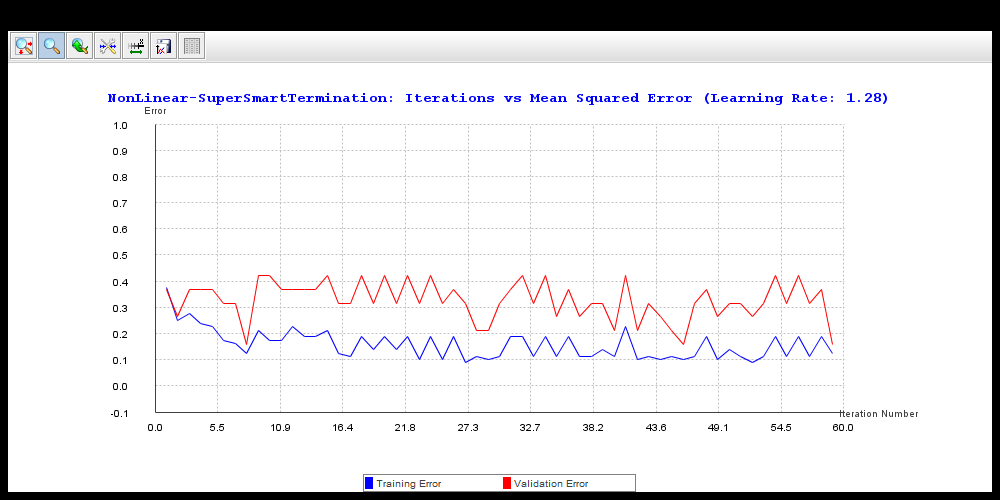 NonLinear-SuperSmartTermination: Iterations vs Mean Squared Error (Learning Rate: 1.28)
Error
1.0
0.9
0.8
0.7
0.6
0.5
0.4
0.3
0.2
0.1
0.0
-0.1
Iteration Number
0.0 5.5 10.9 16.4 21.8 27.3 32.7 38.2 43.6 49.1 54.5 60.0
Training Error Validation Error